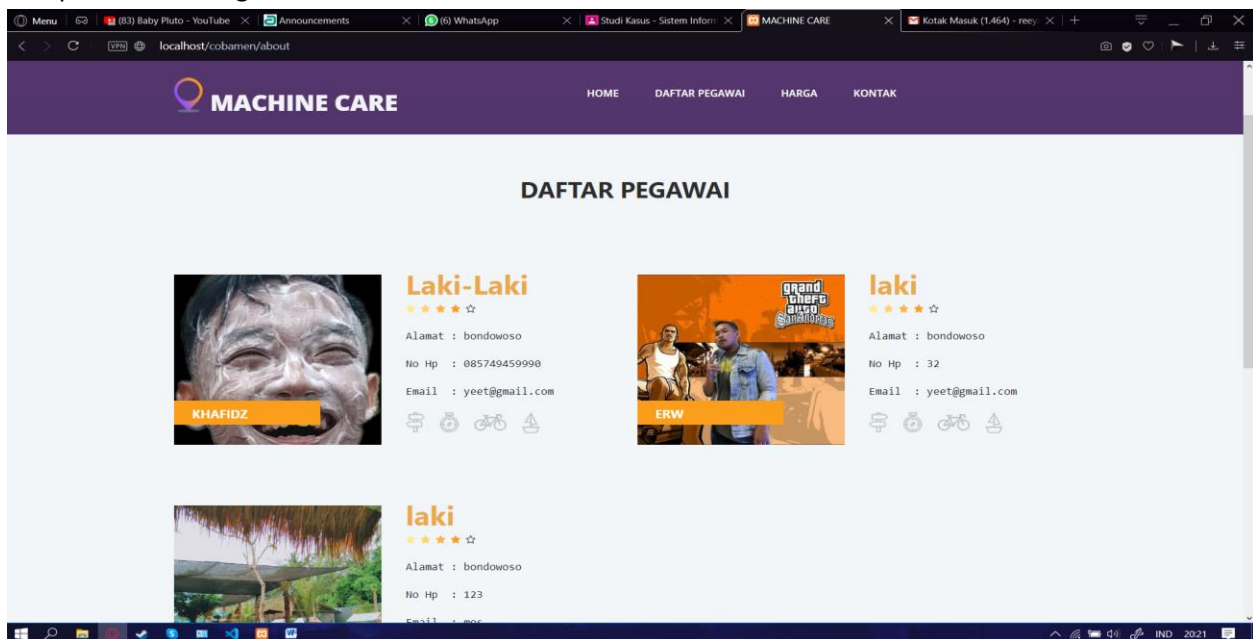 Menu
(83) Baby Pluto - YouTube
Announcements
(6) WhatsApp
Studi Kasus - Sistem Inform
MACHINE CARE
Kotak Masuk (1.464) - reey
VPN
localhost/cobamen/about
MACHINE CARE
HOME
DAFTAR PEGAWAI
HARGA
KONTAK
DAFTAR PEGAWAI
KHAFIDZ
Laki-Laki
Alamat : bondowoso
No Hp : 085749459990
Email : yeet@gmail.com
grand
theft
auto
SanAndreas
ERW
laki
Alamat : bondowoso
No Hp : 32
Email : yeet@gmail.com
laki
Alamat : bondowoso
No Hp : 123
IND
20:21